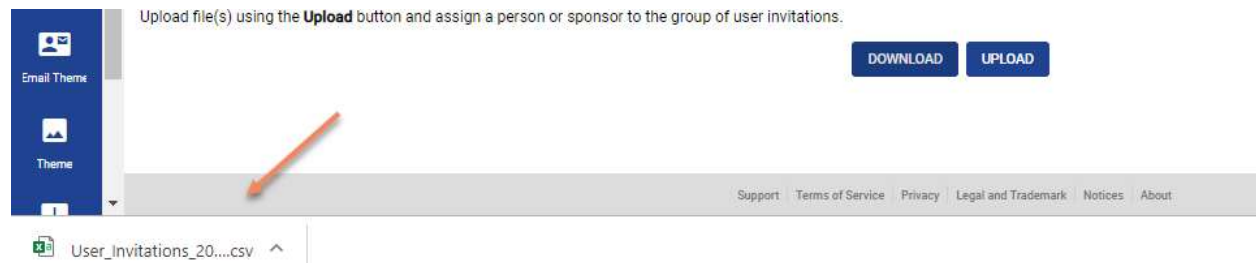 Upload file(s) using the Upload button and assign a person or sponsor to the group of user invitations.
Email Theme
DOWNLOAD UPLOAD
Theme
Support Terms of Service Privacy Legal and Trademark Notices About
User_Invitations_20....csv